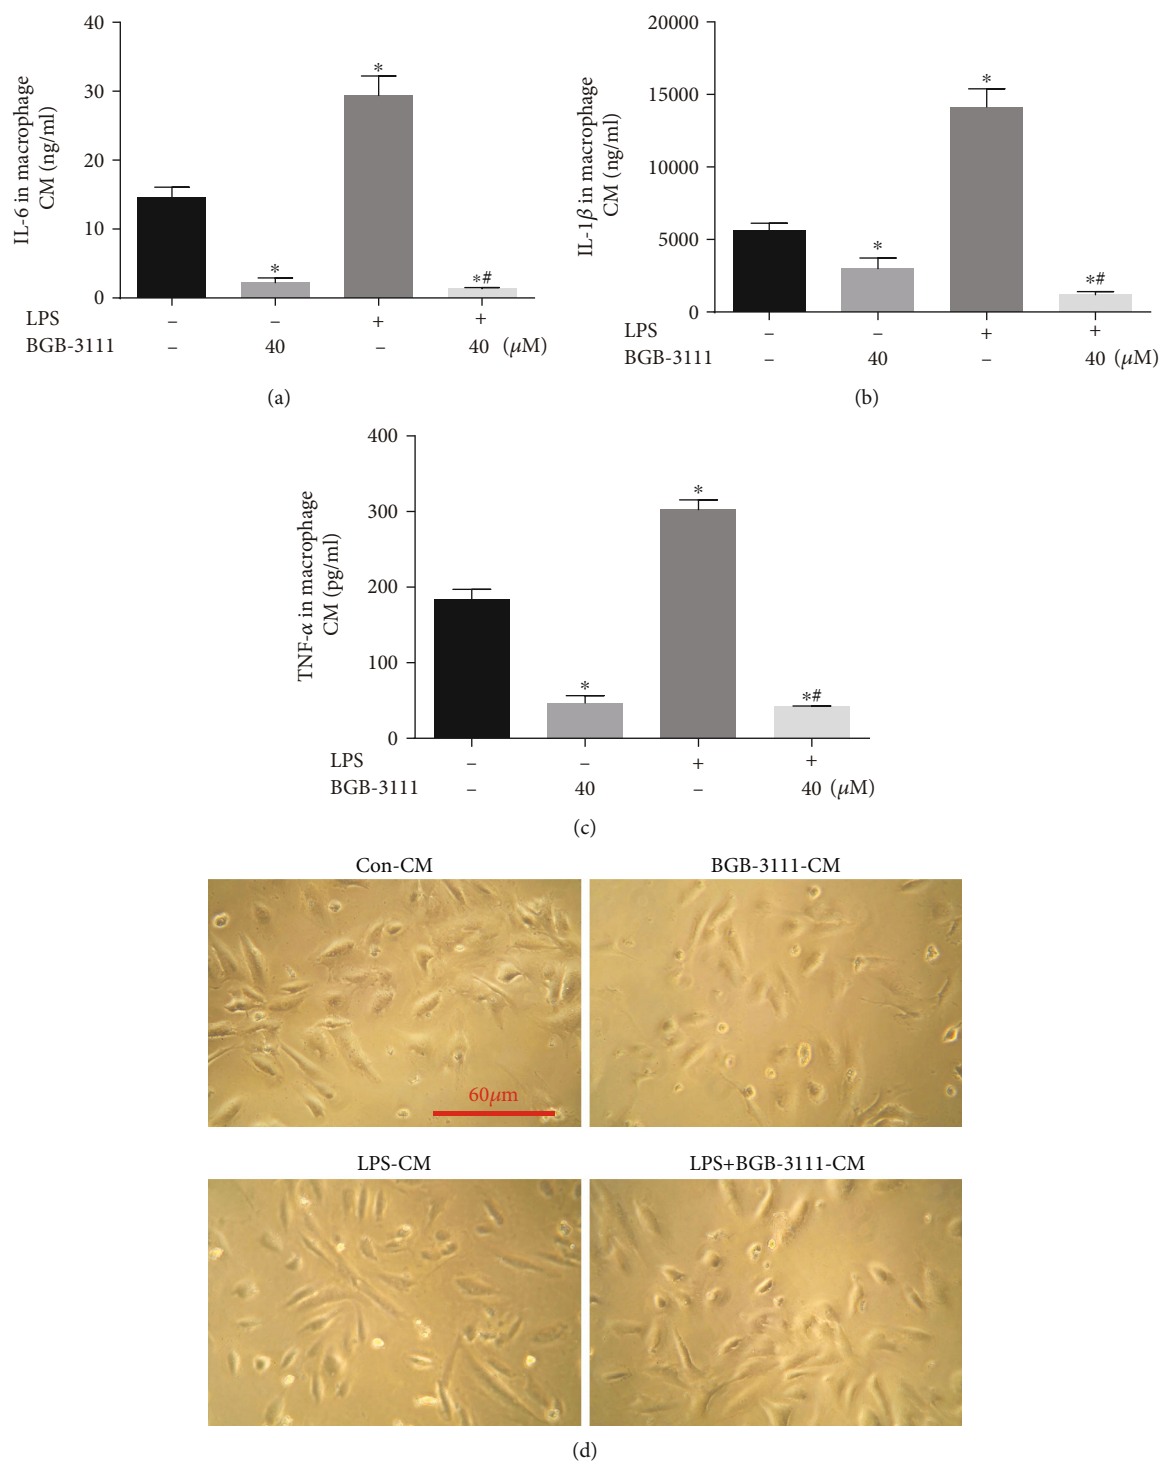 40
30
20
10
0
IL-6 in macrophage
CM (ng/ml)
*
*
*#
LPS – – + +
BGB-3111 – 40 – 40 (μM)
(a)
20000
15000
10000
5000
0
IL-1β in macrophage
CM (ng/ml)
*
*
*#
LPS – – + +
BGB-3111 – 40 – 40 (μM)
(b)
400
300
200
100
0
TNF-α in macrophage
CM (pg/ml)
*
*
*#
LPS – – + +
BGB-3111 – 40 – 40 (μM)
(c)
Con-CM
BGB-3111-CM
60μm
LPS-CM
LPS+BGB-3111-CM
(d)